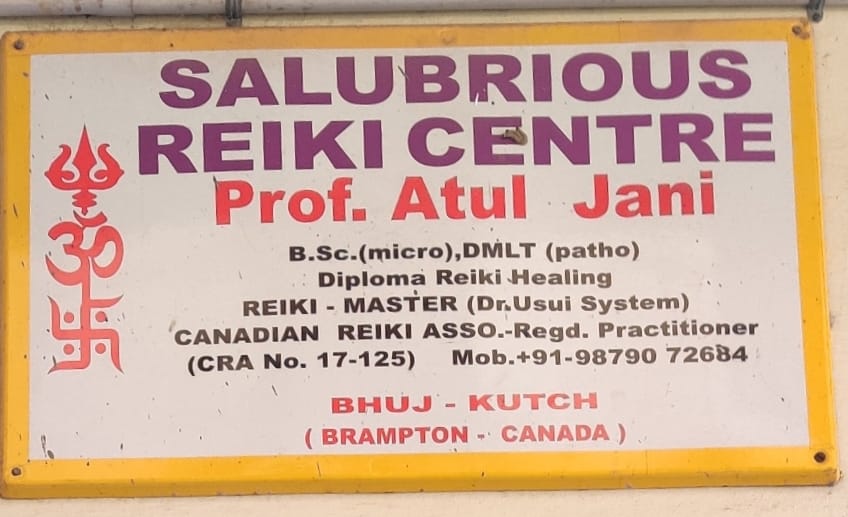 SALUBRIOUS
REIKI CENTRE
Prof. Atul Jani
B.Sc.(micro),DMLT (patho)
Diploma Reiki Healing
REIKI - MASTER (Dr.Usui System)
CANADIAN REIKI ASSO.-Regd. Practitioner
(CRA No. 17-125) Mob.+91-98790 72684
BHUJ - KUTCH
( BRAMPTON - CANADA )
ॐ